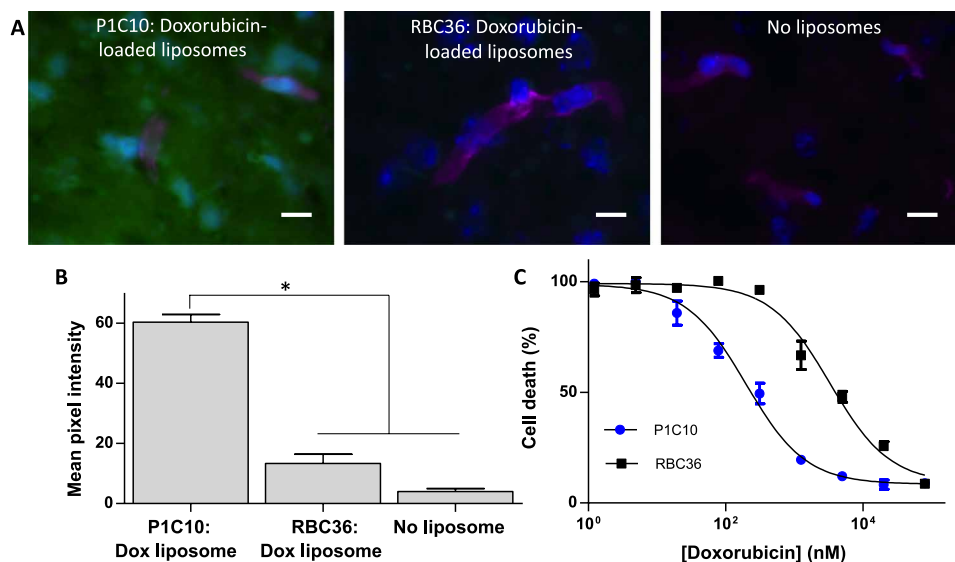 A
P1C10: Doxorubicin-
loaded liposomes
RBC36: Doxorubicin-
loaded liposomes
No liposomes
B
*
Mean pixel intensity
60
40
20
0
P1C10:
Dox liposome
RBC36:
Dox liposome
No liposome
C
Cell death (%)
100
50
0
P1C10
RBC36
10⁰
10²
10⁴
[Doxorubicin] (nM)